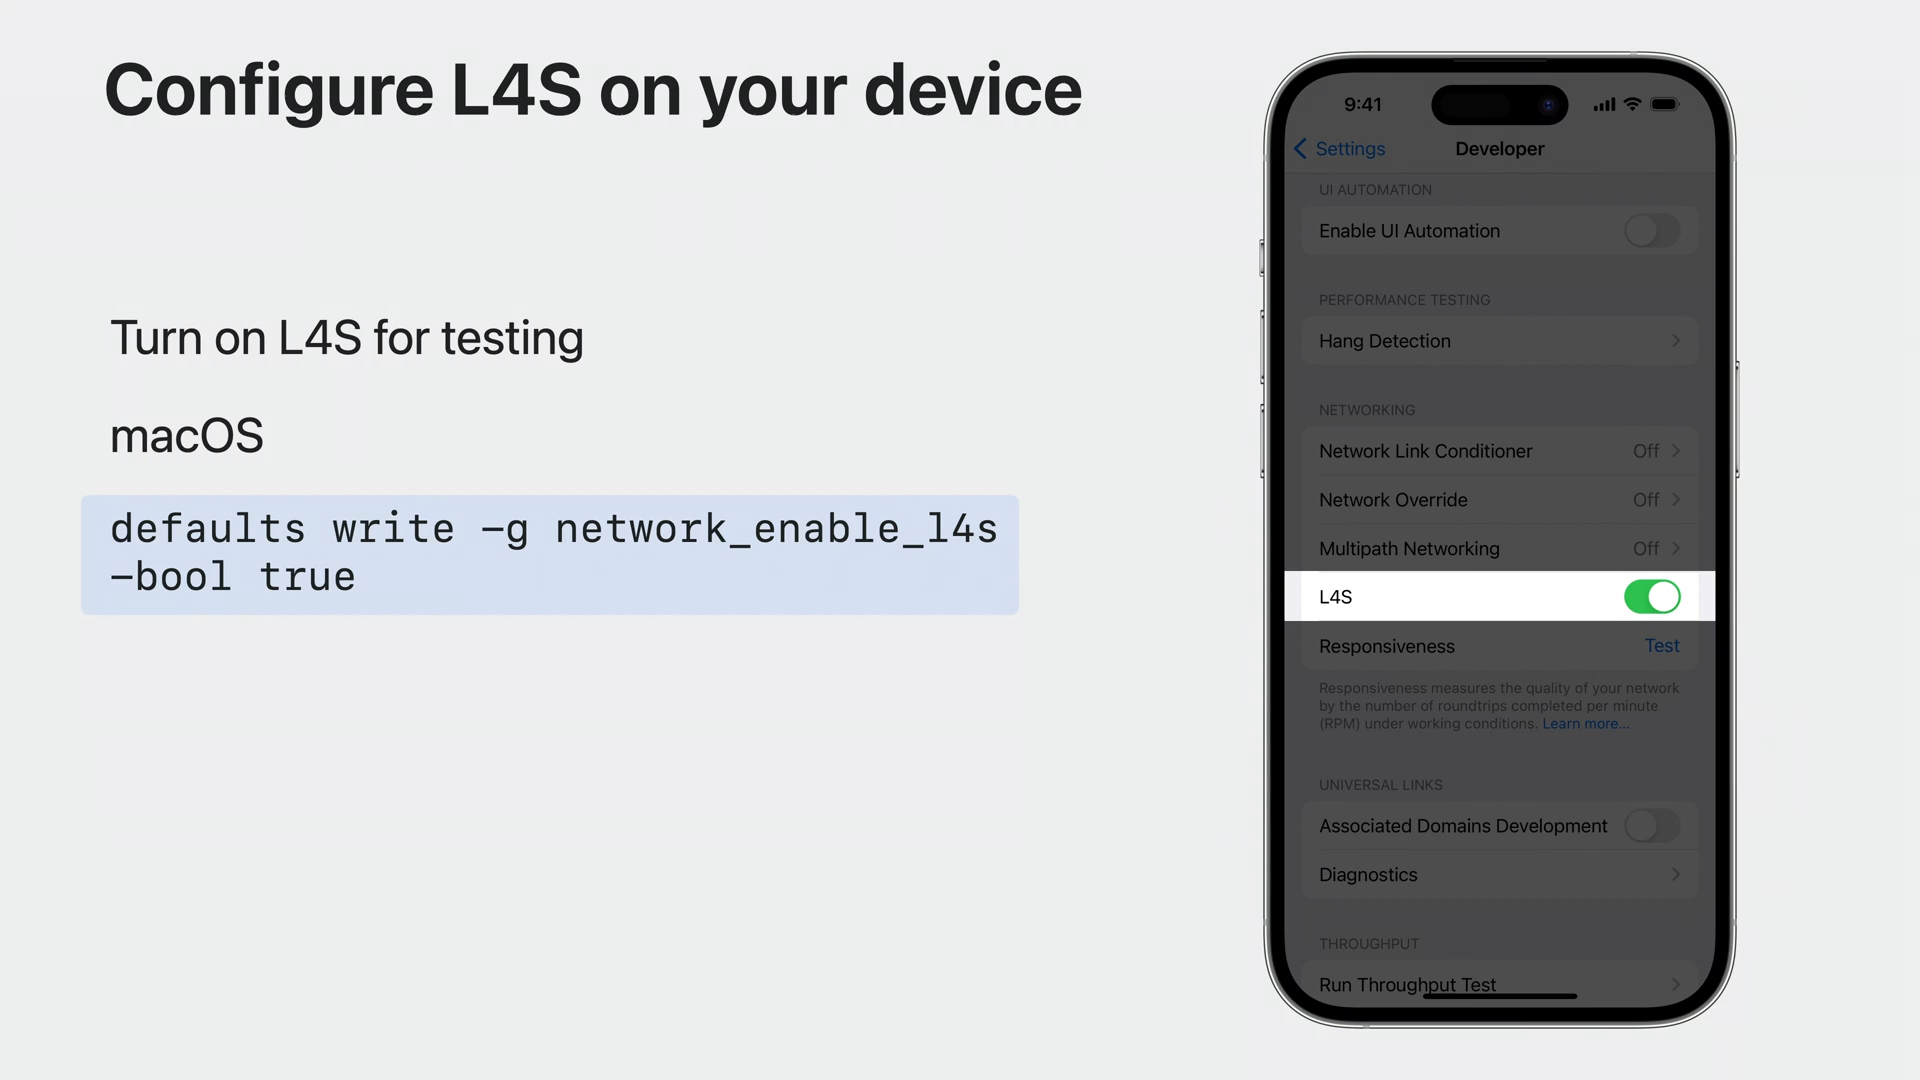 Configure L4S on your device
Turn on L4S for testing
macOS
defaults write –g network_enable_l4s
–bool true
9:41
Settings
Developer
UI AUTOMATION
Enable UI Automation
PERFORMANCE TESTING
Hang Detection
NETWORKING
Network Link Conditioner Off
Network Override Off
Multipath Networking Off
L4S
Responsiveness Test
Responsiveness measures the quality of your network
by the number of roundtrips completed per minute
(RPM) under working conditions. Learn more...
UNIVERSAL LINKS
Associated Domains Development
Diagnostics
THROUGHPUT
Run Throughput Test